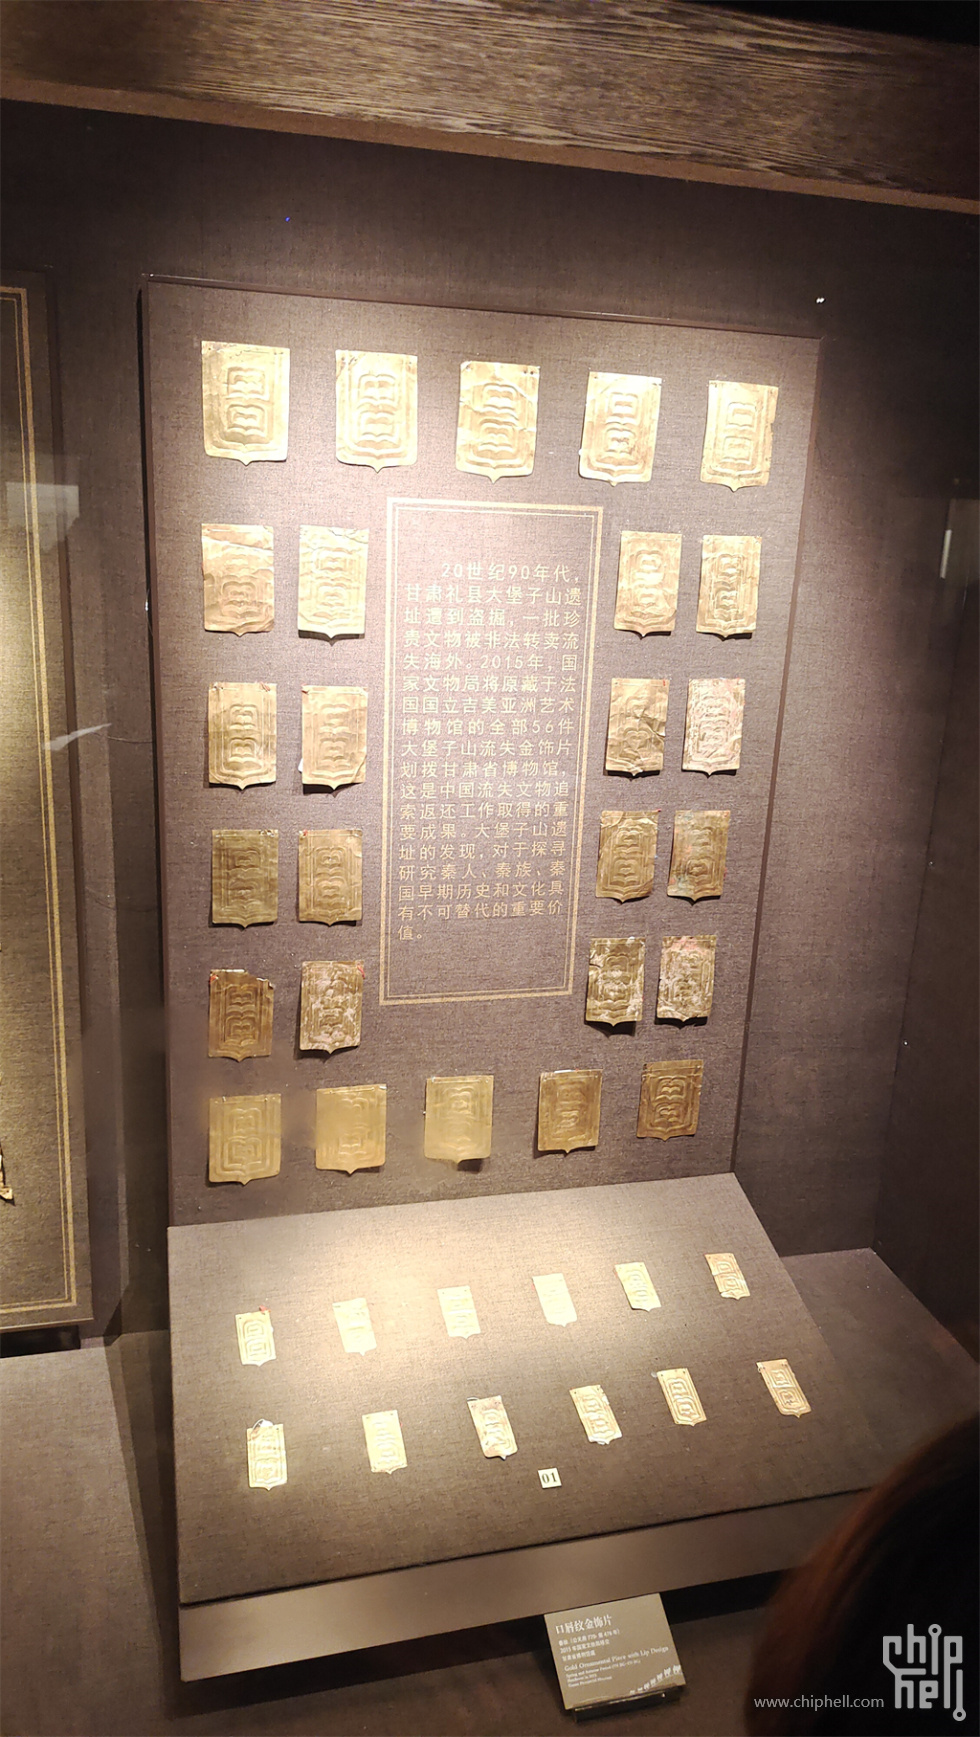 20世纪90年代，
甘肃礼县大堡子山遗
址遭到盗掘，一批珍
贵文物被非法转卖流
失海外。2015年，国
家文物局将原藏于法
国国立吉美亚洲艺术
博物馆的全部56件
大堡子山流失金饰片
划拨甘肃省博物馆，
这是中国流失文物追
索返还工作取得的重
要成果。大堡子山遗
址的发现，对于探寻
研究秦人、秦族、秦
国早期历史和文化具
有不可替代的重要价
值。
01
口唇纹金饰片
Gold Ornamental Piece with Lip Design
chip
hell
www.chiphell.com